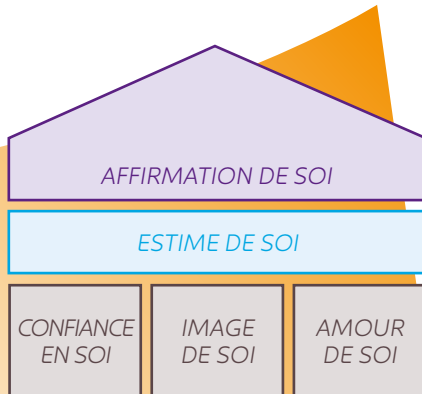 AFFIRMATION DE SOI
ESTIME DE SOI
CONFIANCE
EN SOI
IMAGE
DE SOI
AMOUR
DE SOI